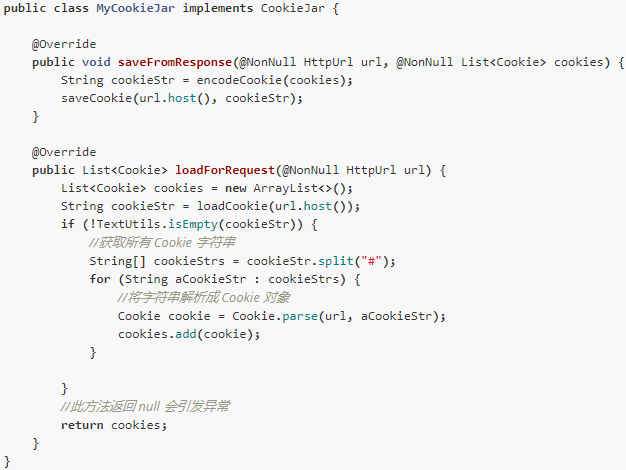 public class MyCookieJar implements CookieJar {
@Override
public void saveFromResponse(@NonNull HttpUrl url, @NonNull List<Cookie> cookies) {
String cookieStr = encodeCookie(cookies);
saveCookie(url.host(), cookieStr);
}
@Override
public List<Cookie> loadForRequest(@NonNull HttpUrl url) {
List<Cookie> cookies = new ArrayList<>();
String cookieStr = loadCookie(url.host());
if (!TextUtils.isEmpty(cookieStr)) {
//获取所有 Cookie 字符串
String[] cookieStrs = cookieStr.split("#");
for (String aCookieStr : cookieStrs) {
//将字符串解析成 Cookie 对象
Cookie cookie = Cookie.parse(url, aCookieStr);
cookies.add(cookie);
}
}
//此方法返回 null 会引发异常
return cookies;
}
}